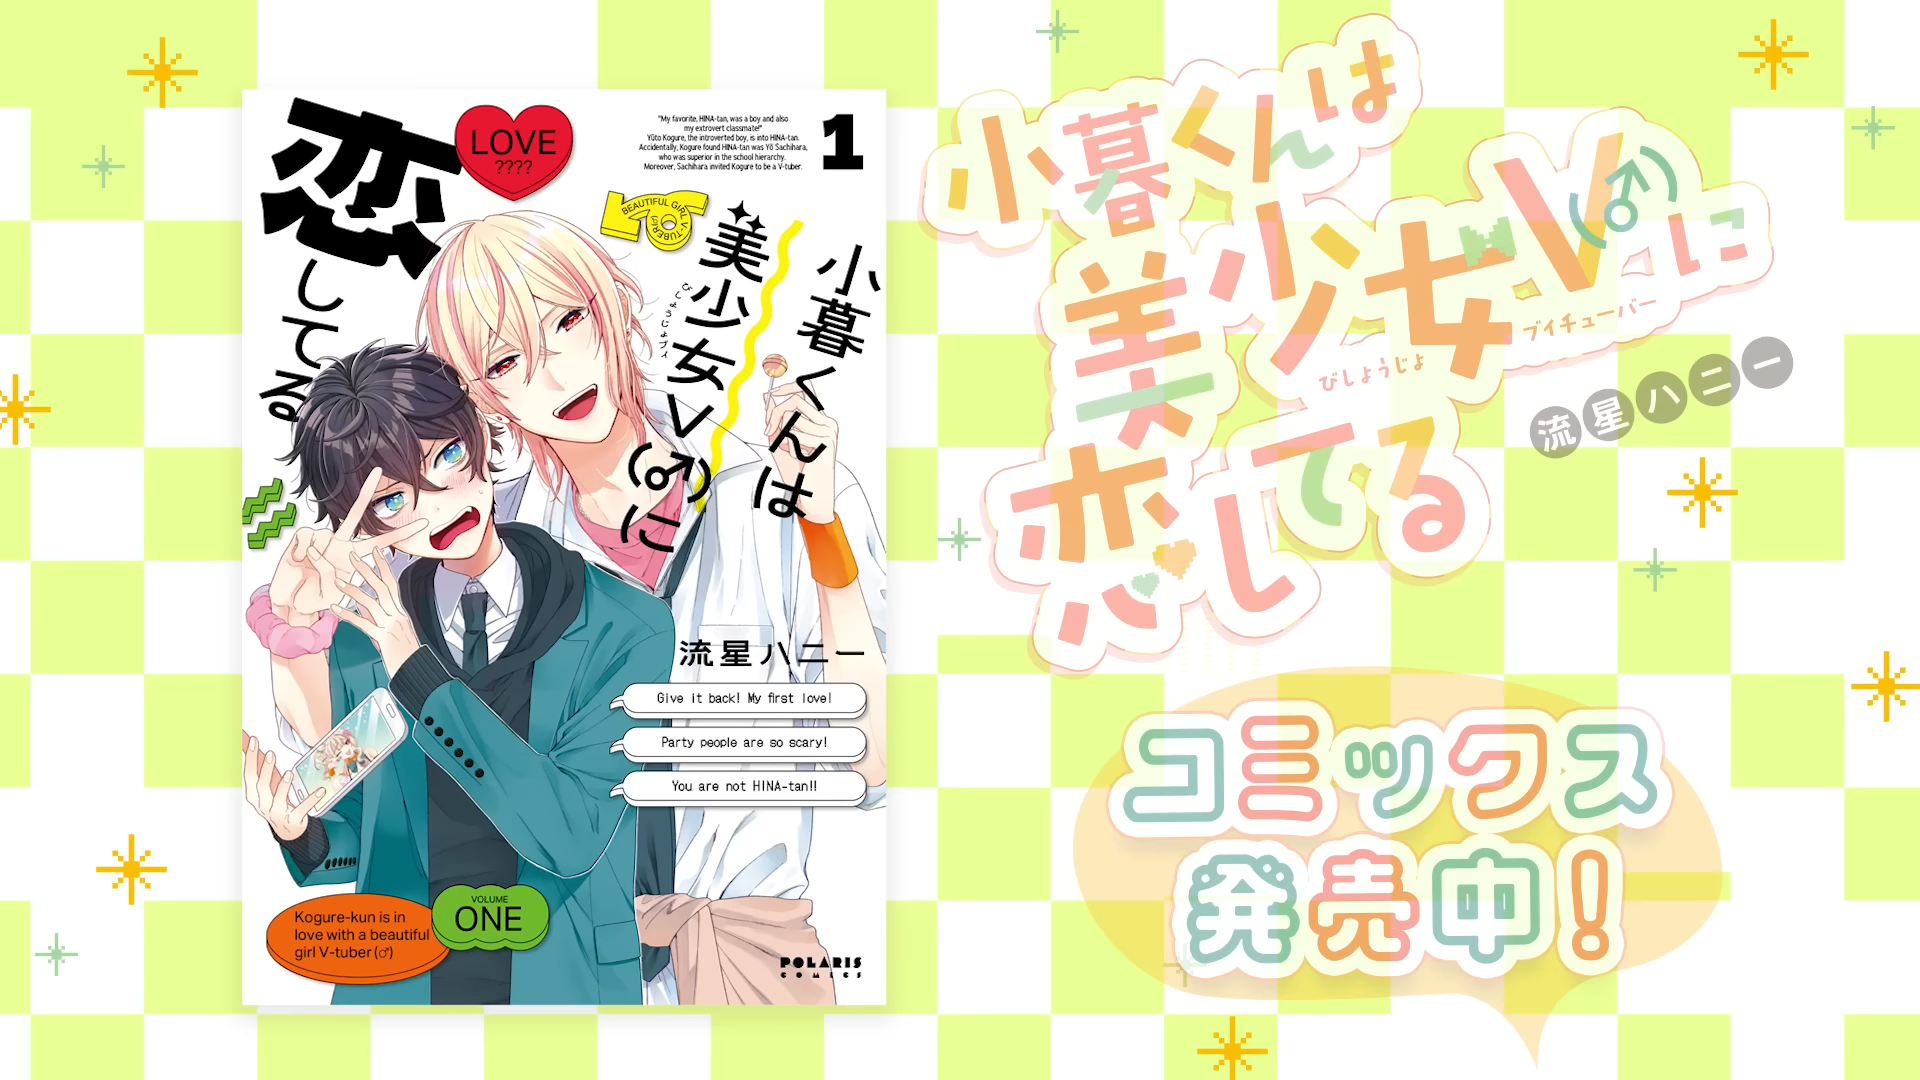 恋してる
LOVE
????
"My favorite, HINA-tan, was a boy and also
my extrovert classmate!"
Yūto Kogure, the introverted boy, is into HINA-tan.
Accidentally, Kogure found HINA-tan was Yō Sachihara,
who was superior in the school hierarchy.
Moreover, Sachihara invited Kogure to be a V-tuber.
1
BEAUTIFUL GIRL V-TUBER(♂)
小暮くんは
美少女V(♂)に
びしょうじょブイ
流星ハニー
Give it back! My first love!
Party people are so scary!
You are not HINA-tan!!
Kogure-kun is in
love with a beautiful
girl V-tuber(♂)
VOLUME
ONE
POLARIS
COMICS
小暮くんは
美少女V(♂)に
びしょうじょ
ブイチューバー
恋してる
流星ハニー
コミックス
発売中!